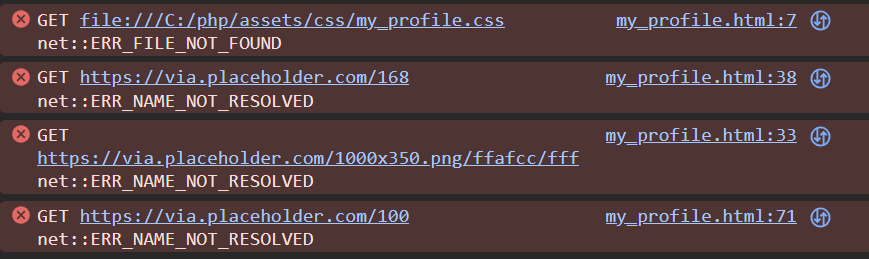 GET file:///C:/php/assets/css/my_profile.css my_profile.html:7
net::ERR_FILE_NOT_FOUND
GET https://via.placeholder.com/168 my_profile.html:38
net::ERR_NAME_NOT_RESOLVED
GET my_profile.html:33
https://via.placeholder.com/1000x350.png/ffafcc/fff
net::ERR_NAME_NOT_RESOLVED
GET https://via.placeholder.com/100 my_profile.html:71
net::ERR_NAME_NOT_RESOLVED